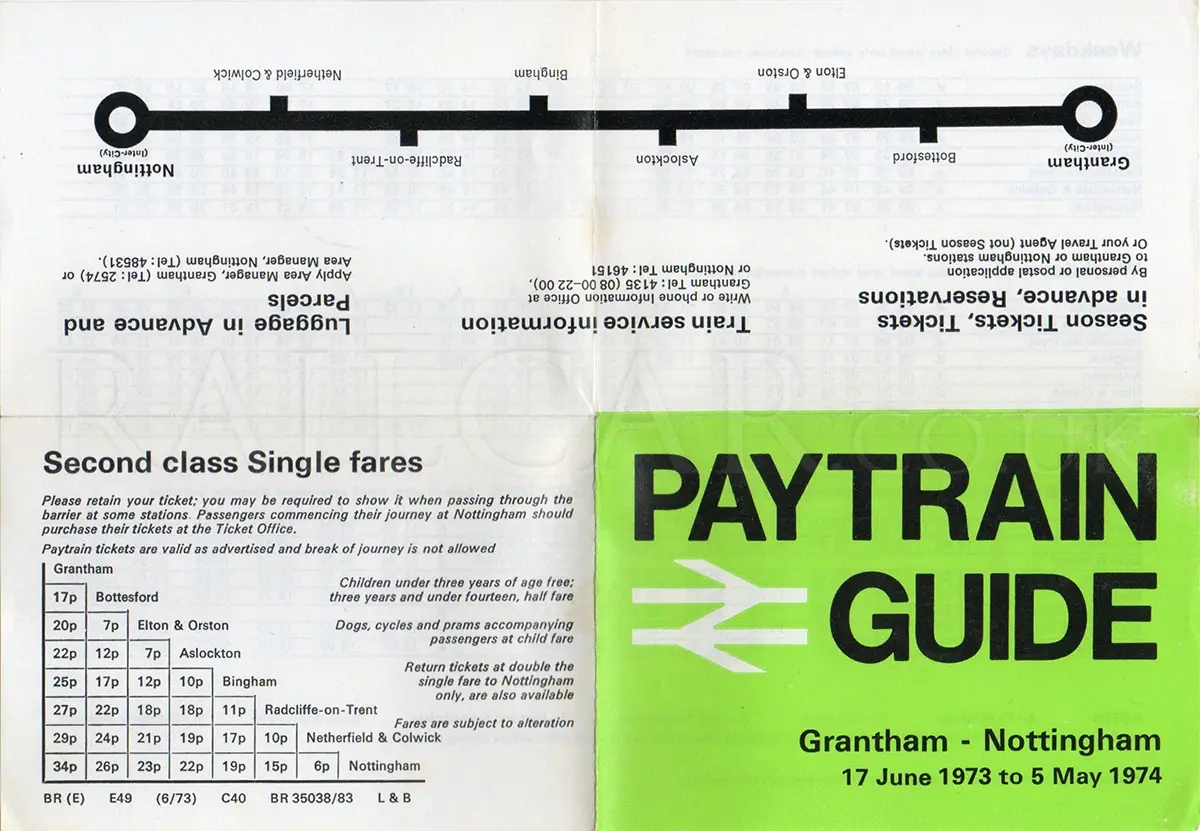 PAYTRAIN
GUIDE
Grantham - Nottingham
17 June 1973 to 5 May 1974
Second class Single fares
Please retain your ticket; you may be required to show it when passing through the
barrier at some stations. Passengers commencing their journey at Nottingham should
purchase their tickets at the Ticket Office.
Paytrain tickets are valid as advertised and break of journey is not allowed
Grantham
17p Bottesford
20p 7p Elton & Orston
22p 12p 7p Aslockton
25p 17p 12p 10p Bingham
27p 22p 18p 18p 11p Radcliffe-on-Trent
29p 24p 21p 19p 17p 10p Netherfield & Colwick
34p 26p 23p 22p 19p 15p 6p Nottingham
Children under three years of age free;
three years and under fourteen, half fare
Dogs, cycles and prams accompanying
passengers at child fare
Return tickets at double the
single fare to Nottingham
only, are also available
Fares are subject to alteration
BR (E) E49 (6/73) C40 BR 35038/83 L & B
Season Tickets, Tickets
in advance, Reservations
By personal or postal application
to Grantham or Nottingham stations.
Or your Travel Agent (not Season Tickets).
Train service information
Write or phone Information Office at
Grantham Tel: 4135 (08 00–22 00),
or Nottingham Tel: 46151
Luggage in Advance and
Parcels
Apply Area Manager, Grantham (Tel: 2574) or
Area Manager, Nottingham (Tel: 48531).
Grantham
(Inter-City)
Bottesford
Elton & Orston
Aslockton
Bingham
Radcliffe-on-Trent
Netherfield & Colwick
Nottingham
(Inter-City)
RAILCAR.co.uk
Weekdays